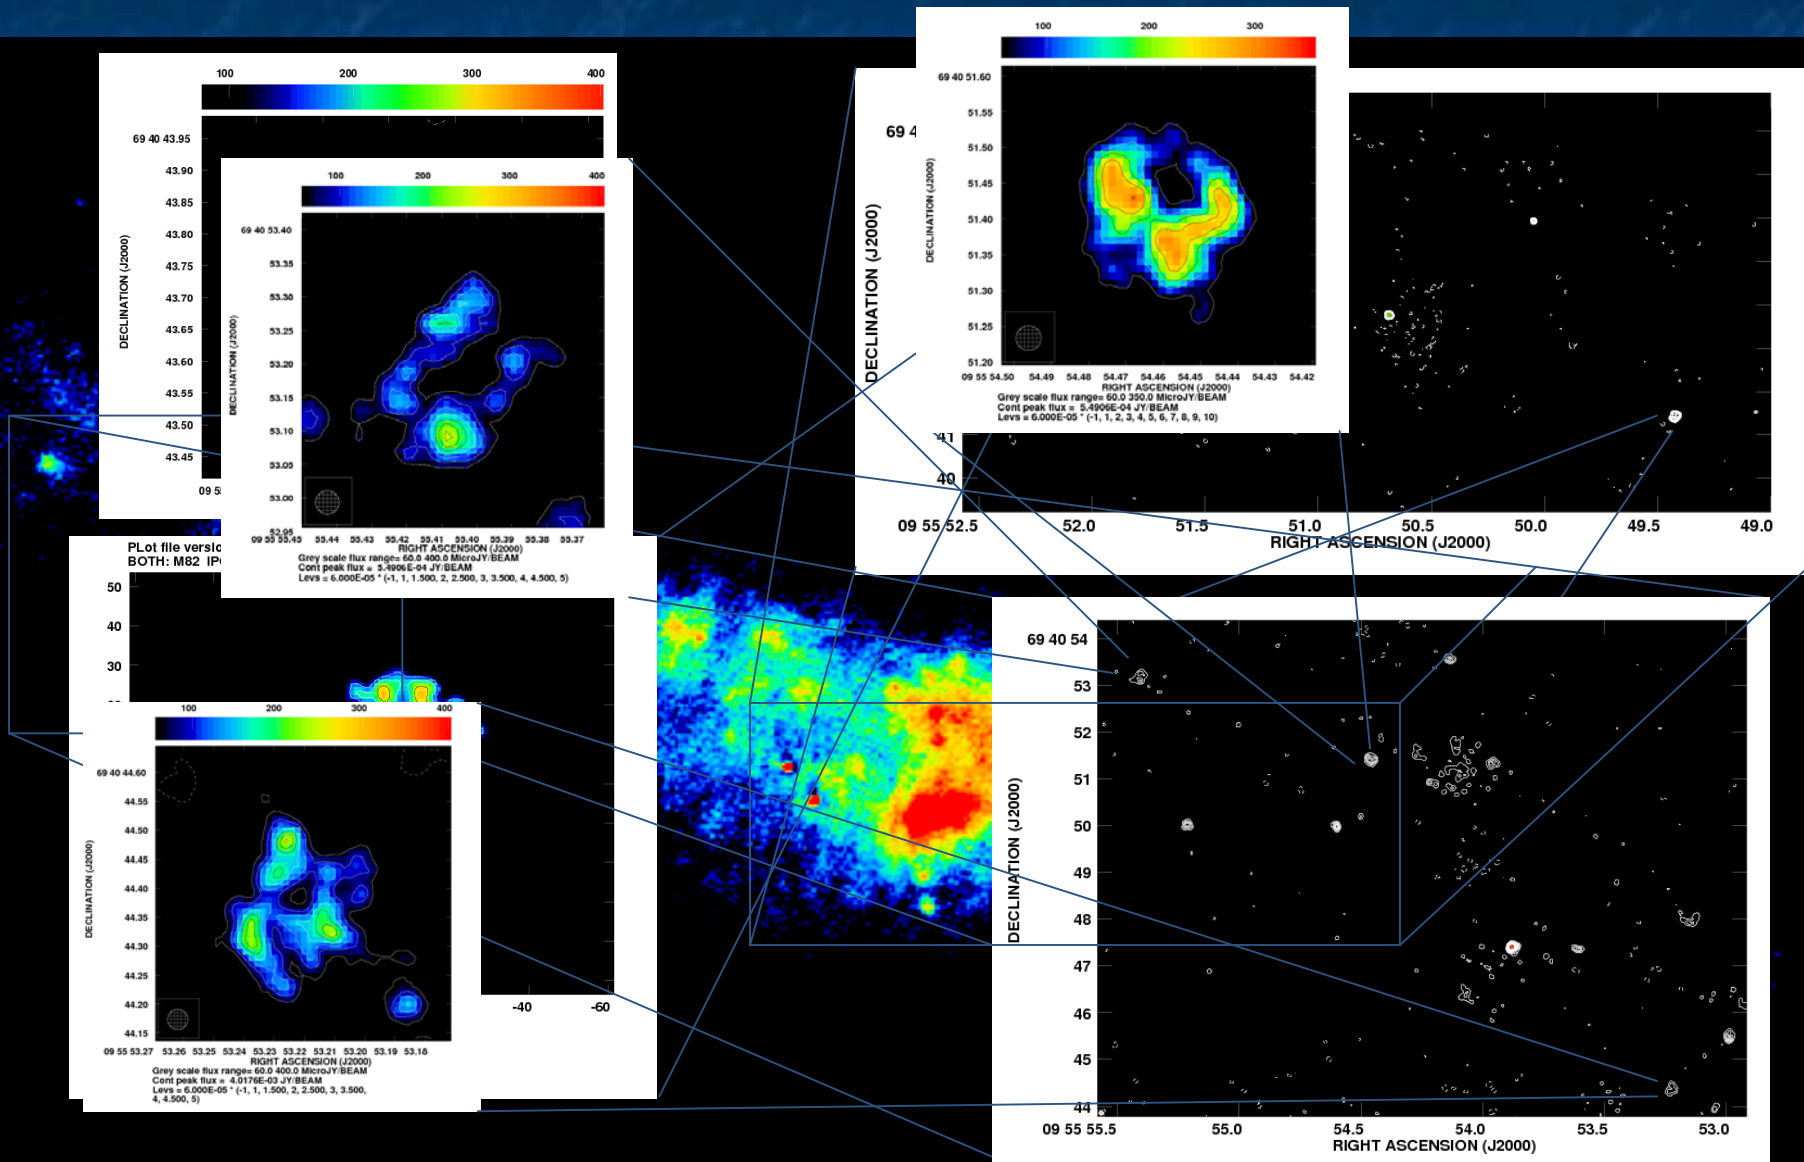 100 200 300 400
69 40 43.95
43.90
43.85
43.80
43.75
43.70
43.65
43.60
43.55
43.50
43.45
DECLINATION (J2000)
100 200 300 400
69 40 53.40
53.35
53.30
53.25
53.20
53.15
53.10
53.05
53.00
52.95
DECLINATION (J2000)
09 55 55.45 55.44 55.43 55.42 55.41 55.40 55.39 55.38 55.37
RIGHT ASCENSION (J2000)
Grey scale flux range= 60.0 400.0 MicroJY/BEAM
Cont peak flux = 5.4906E-04 JY/BEAM
Levs = 6.000E-05 * (-1, 1, 1.500, 2, 2.500, 3, 3.500, 4, 4.500, 5)
100 200 300
69 40 51.60
51.55
51.50
51.45
51.40
51.35
51.30
51.25
51.20
DECLINATION (J2000)
09 55 54.50 54.49 54.48 54.47 54.46 54.45 54.44 54.43 54.42
RIGHT ASCENSION (J2000)
Grey scale flux range= 60.0 350.0 MicroJY/BEAM
Cont peak flux = 5.4906E-04 JY/BEAM
Levs = 6.000E-05 * (-1, 1, 2, 3, 4, 5, 6, 7, 8, 9, 10)
69 4
41
40
DECLINATION (J2000)
09 55 52.5 52.0 51.5 51.0 50.5 50.0 49.5 49.0
RIGHT ASCENSION (J2000)
PLot file versio
BOTH: M82
50
40
30
-40 -60
100 200 300 400
69 40 44.60
44.55
44.50
44.45
44.40
44.35
44.30
44.25
44.20
44.15
DECLINATION (J2000)
09 55 53.27 53.26 53.25 53.24 53.23 53.22 53.21 53.20 53.19 53.18
RIGHT ASCENSION (J2000)
Grey scale flux range= 60.0 400.0 MicroJY/BEAM
Cont peak flux = 4.0176E-03 JY/BEAM
Levs = 6.000E-05 * (-1, 1, 1.500, 2, 2.500, 3, 3.500,
4, 4.500, 5)
69 40 54
53
52
51
50
49
48
47
46
45
44
DECLINATION (J2000)
09 55 55.5 55.0 54.5 54.0 53.5 53.0
RIGHT ASCENSION (J2000)